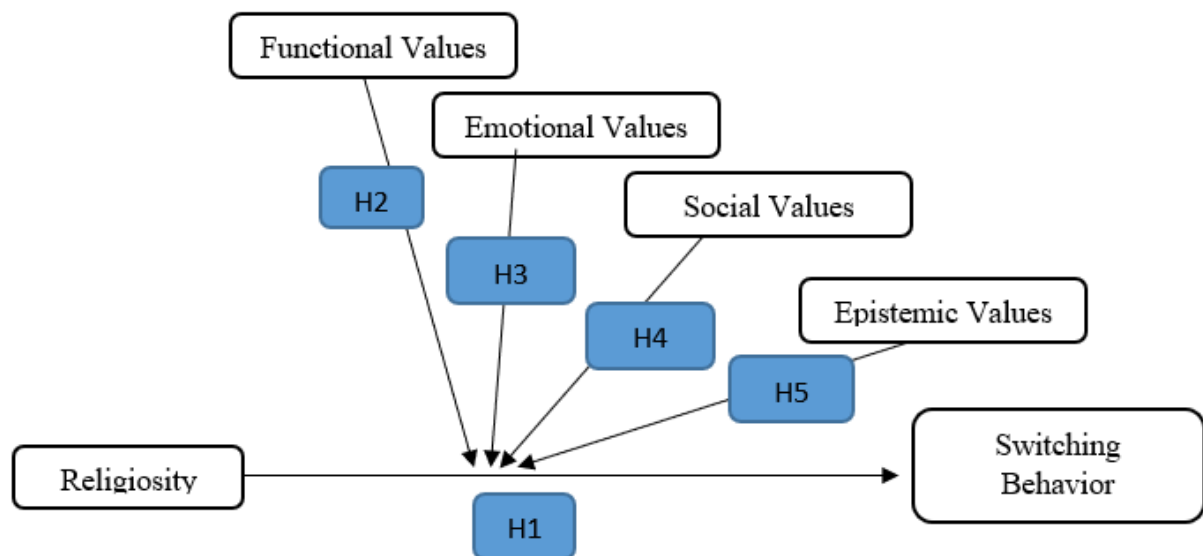 Functional Values
Emotional Values
H2
Social Values
H3
Epistemic Values
H4
H5
Religiosity
Switching
Behavior
H1